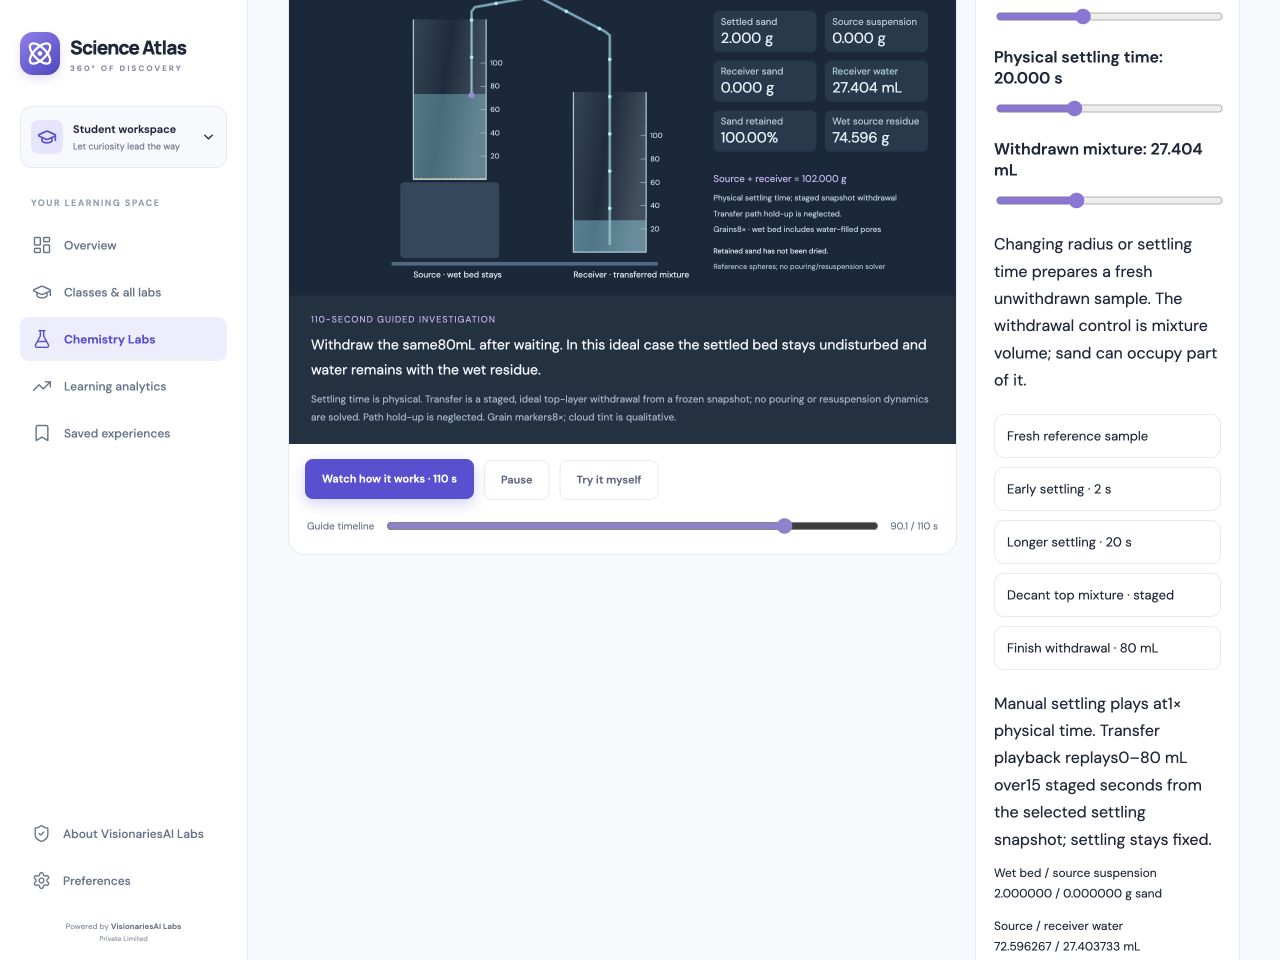 Science Atlas
360° OF DISCOVERY
Student workspace
Let curiosity lead the way
YOUR LEARNING SPACE
Overview
Classes & all labs
Chemistry Labs
Learning analytics
Saved experiences
About VisionariesAI Labs
Preferences
Powered by VisionariesAI Labs
Private Limited
100
80
60
40
20
Source · wet bed stays
100
80
60
40
20
Receiver · transferred mixture
Settled sand
2.000 g
Source suspension
0.000 g
Receiver sand
0.000 g
Receiver water
27.404 mL
Sand retained
100.00%
Wet source residue
74.596 g
Source + receiver = 102.000 g
Physical settling time; staged snapshot withdrawal
Transfer path hold-up is neglected.
Grains8× · wet bed includes water-filled pores
Retained sand has not been dried.
Reference spheres; no pouring/resuspension solver
110-SECOND GUIDED INVESTIGATION
Withdraw the same80mL after waiting. In this ideal case the settled bed stays undisturbed and
water remains with the wet residue.
Settling time is physical. Transfer is a staged, ideal top-layer withdrawal from a frozen snapshot; no pouring or resuspension dynamics
are solved. Path hold-up is neglected. Grain markers8×; cloud tint is qualitative.
Watch how it works · 110 s
Pause
Try it myself
Guide timeline
90.1 / 110 s
Physical settling time:
20.000 s
Withdrawn mixture: 27.404
mL
Changing radius or settling
time prepares a fresh
unwithdrawn sample. The
withdrawal control is mixture
volume; sand can occupy part
of it.
Fresh reference sample
Early settling · 2 s
Longer settling · 20 s
Decant top mixture · staged
Finish withdrawal · 80 mL
Manual settling plays at1×
physical time. Transfer
playback replays0–80 mL
over15 staged seconds from
the selected settling
snapshot; settling stays fixed.
Wet bed / source suspension
2.000000 / 0.000000 g sand
Source / receiver water
72.596267 / 27.403733 mL